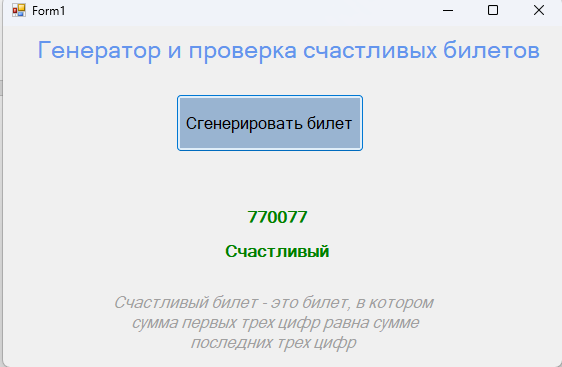 Form1
Генератор и проверка счастливых билетов
Сгенерировать билет
770077
Счастливый
Счастливый билет - это билет, в котором
сумма первых трех цифр равна сумме
последних трех цифр